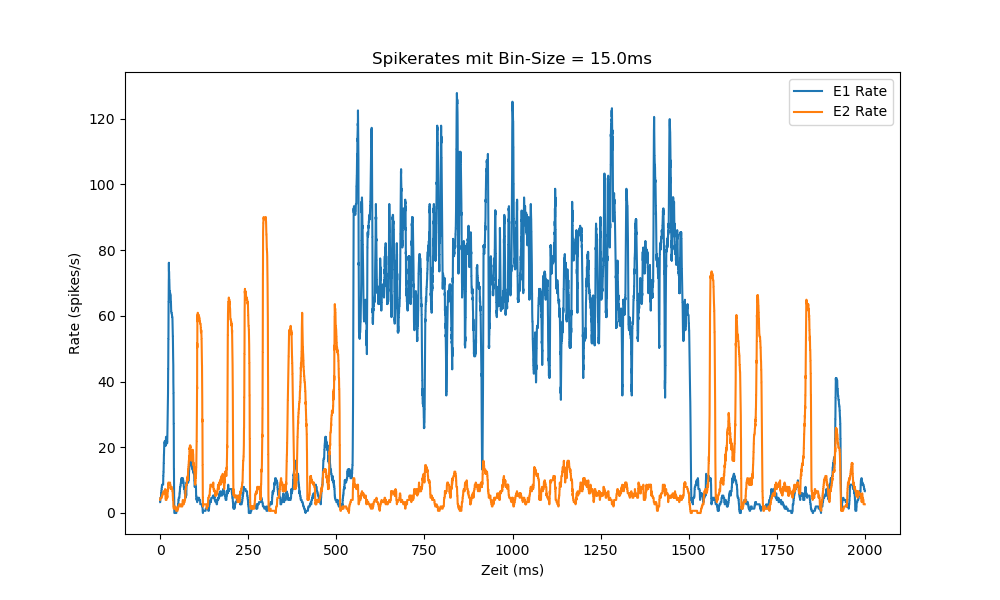 Spikerates mit Bin-Size = 15.0ms
E1 Rate
E2 Rate
Rate (spikes/s)
120
100
80
60
40
20
0
0 250 500 750 1000 1250 1500 1750 2000
Zeit (ms)